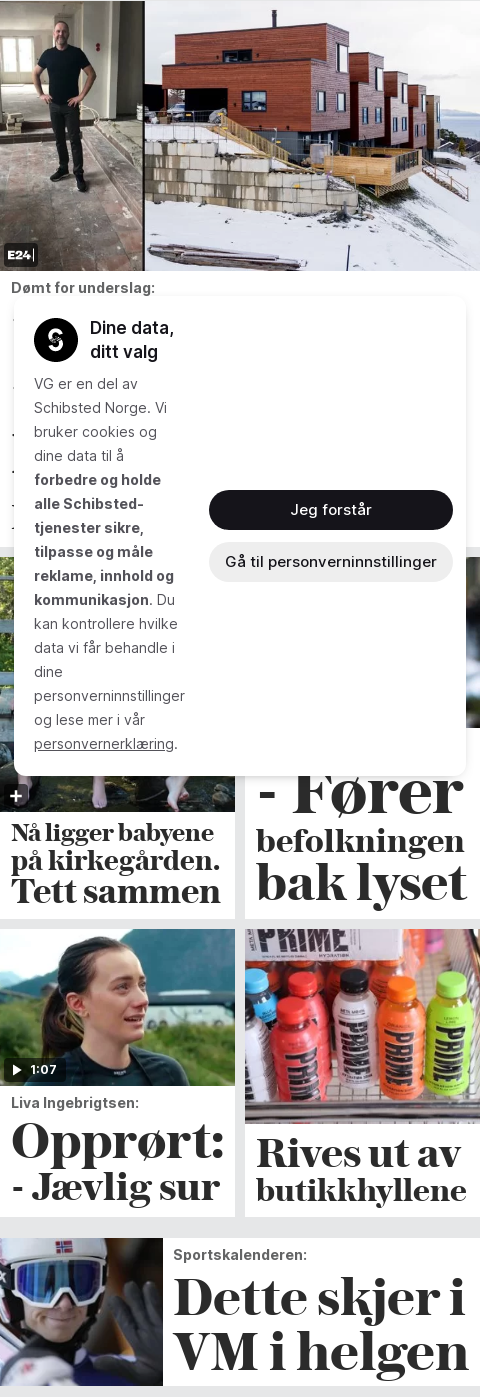 E24
Dømt for underslag:
Dine data,
ditt valg
VG er en del av
Schibsted Norge. Vi
bruker cookies og
dine data til å
forbedre og holde
alle Schibsted-
tjenester sikre,
tilpasse og måle
reklame, innhold og
kommunikasjon. Du
kan kontrollere hvilke
data vi får behandle i
dine
personverninnstillinger
og lese mer i vår
personvernerklæring.
Jeg forstår
Gå til personverninnstillinger
Nå ligger babyene
på kirkegården.
Tett sammen
- Fører
befolkningen
bak lyset
1:07
Liva Ingebrigtsen:
Opprørt:
- Jævlig sur
PRIME
HYDRATION
PRIME
PRIME
PRIME
PRIME
PRIME
Rives ut av
butikkhyllene
Sportskalenderen:
Dette skjer i
VM i helgen